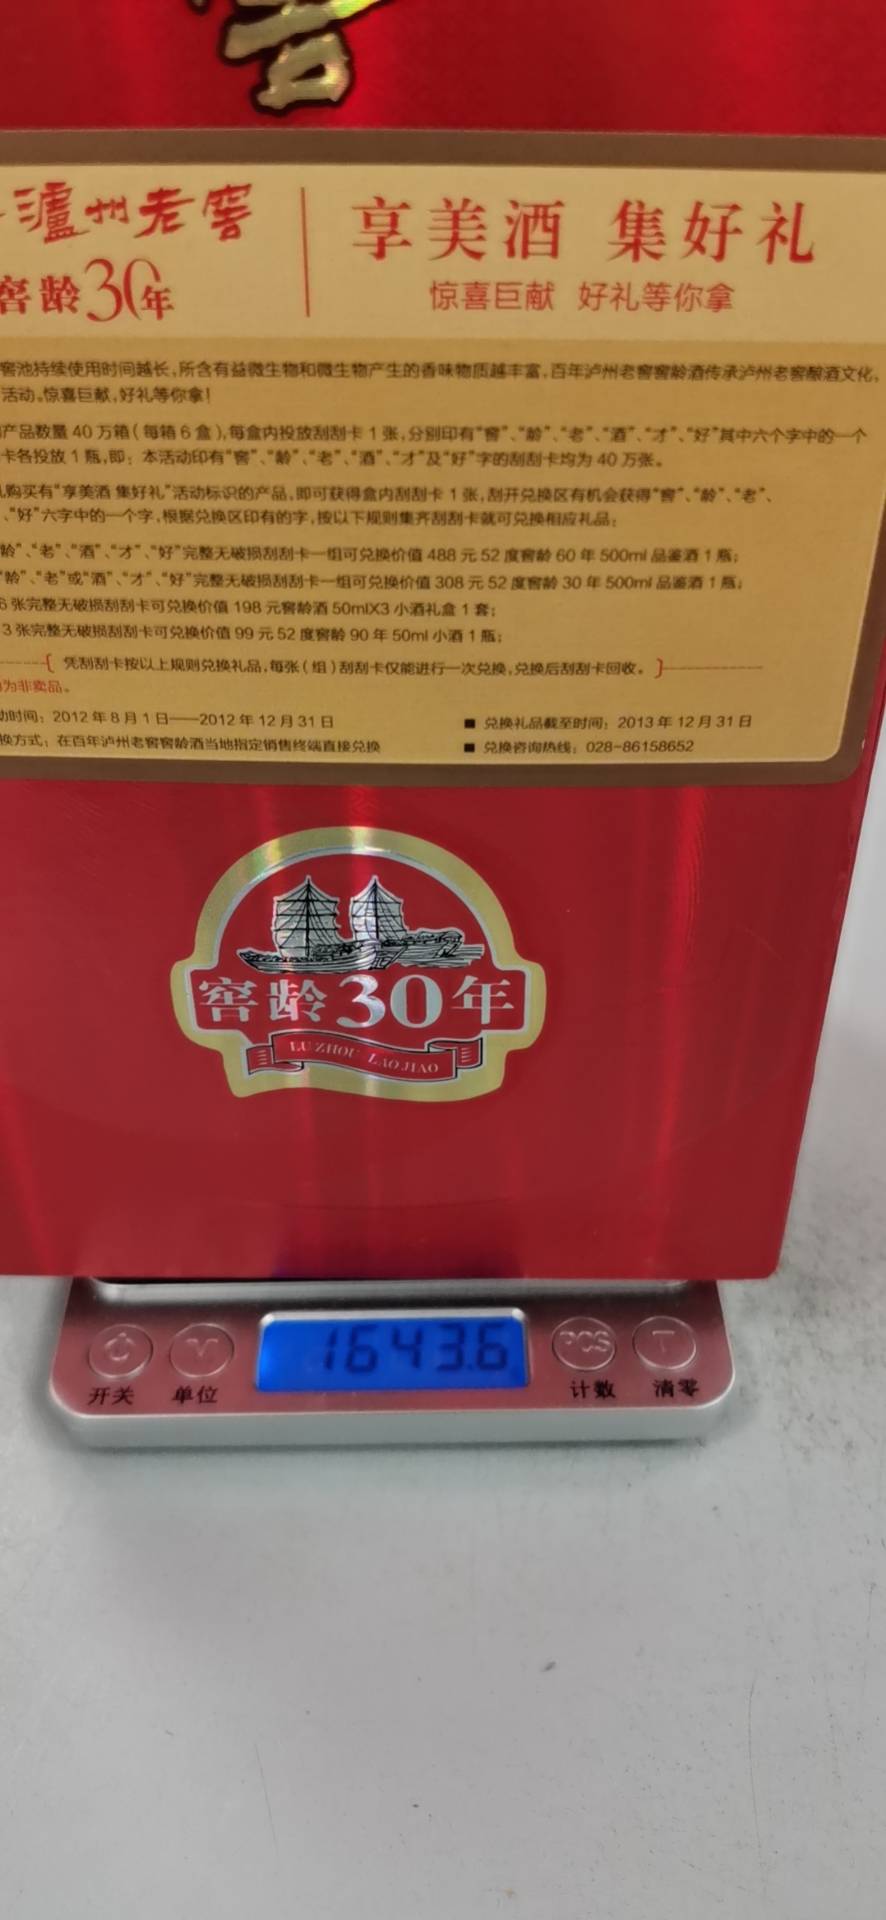 窖
泸州老窖
窖龄30年
享美酒 集好礼
惊喜巨献 好礼等你拿
窖池持续使用时间越长，所含有益微生物和微生物产生的香味物质越丰富，百年泸州老窖窖龄酒传承泸州老窖酿酒文化，
活动。惊喜巨献，好礼等你拿！
产品数量 40 万箱（每箱 6 盒），每盒内投放刮刮卡 1 张，分别印有“窖”、“龄”、“老”、“酒”、“才”、“好”其中六个字中的一个
卡各投放 1 瓶，即：本活动印有“窖”、“龄”、“老”、“酒”、“才”及“好”字的刮刮卡均为 40 万张。
购买有“享美酒 集好礼”活动标识的产品，即可获得盒内刮刮卡 1 张，刮开兑换区有机会获得“窖”、“龄”、“老”、
、“好”六字中的一个字，根据兑换区印有的字，按以下规则集齐刮刮卡就可兑换相应礼品：
龄”、“老”、“酒”、“才”、“好”完整无破损刮刮卡一组可兑换价值 488 元 52 度窖龄 60 年 500ml 品鉴酒 1 瓶；
“龄”、“老”或“酒”、“才”、“好”完整无破损刮刮卡一组可兑换价值 308 元 52 度窖龄 30 年 500ml 品鉴酒 1 瓶；
6 张完整无破损刮刮卡可兑换价值 198 元窖龄酒 50mlX3 小酒礼盒 1 套；
3 张完整无破损刮刮卡可兑换价值 99 元 52 度窖龄 90 年 50ml 小酒 1 瓶；
凭刮刮卡按以上规则兑换礼品，每张（组）刮刮卡仅能进行一次兑换，兑换后刮刮卡回收。
为非卖品。
动时间：2012 年 8 月 1 日——2012 年 12 月 31 日
■ 兑换礼品截至时间：2013 年 12 月 31 日
换方式：在百年泸州老窖窖龄酒当地指定销售终端直接兑换
■ 兑换咨询热线：028-86158652
窖龄30年
LUZHOU LAOJIAO
1643.6
PCS
T
开关
单位
计数
清零